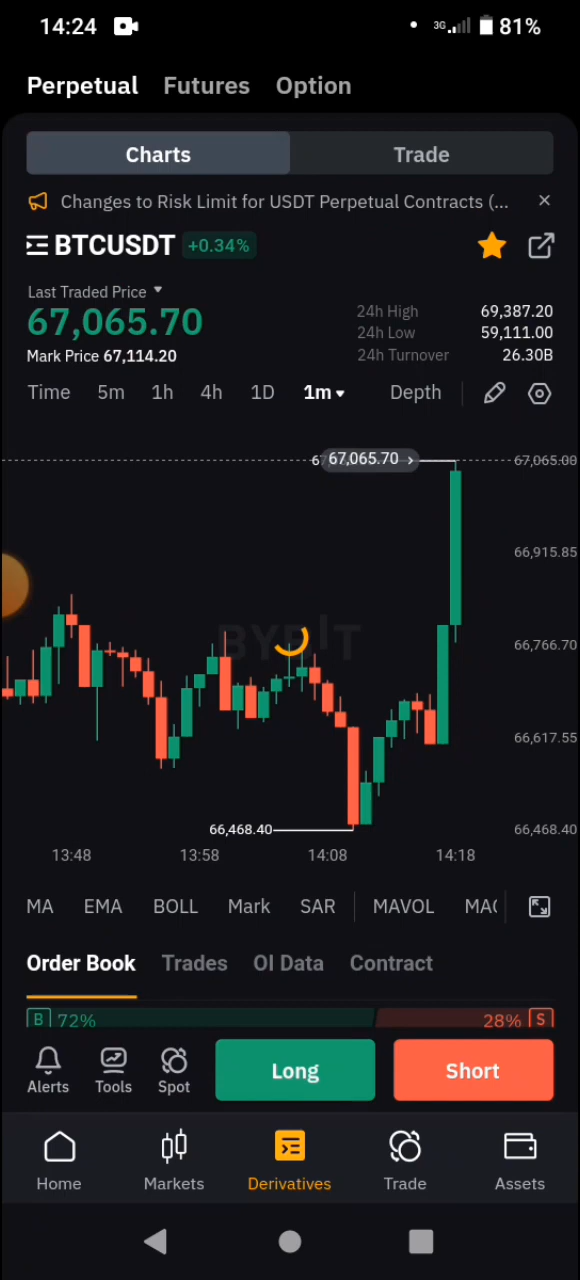 14:24 3G 81%
Perpetual Futures Option
Charts Trade
Changes to Risk Limit for USDT Perpetual Contracts (...
BTCUSDT +0.34%
Last Traded Price
67,065.70
Mark Price 67,114.20
24h High 69,387.20
24h Low 59,111.00
24h Turnover 26.30B
Time 5m 1h 4h 1D 1m Depth
67,065.70 67,065.00
66,915.85
BYBIT
66,766.70
66,617.55
66,468.40 66,468.40
13:48 13:58 14:08 14:18
MA EMA BOLL Mark SAR MAVOL MAC
Order Book Trades OI Data Contract
B 72% 28% S
Alerts Tools Spot Long Short
Home Markets Derivatives Trade Assets